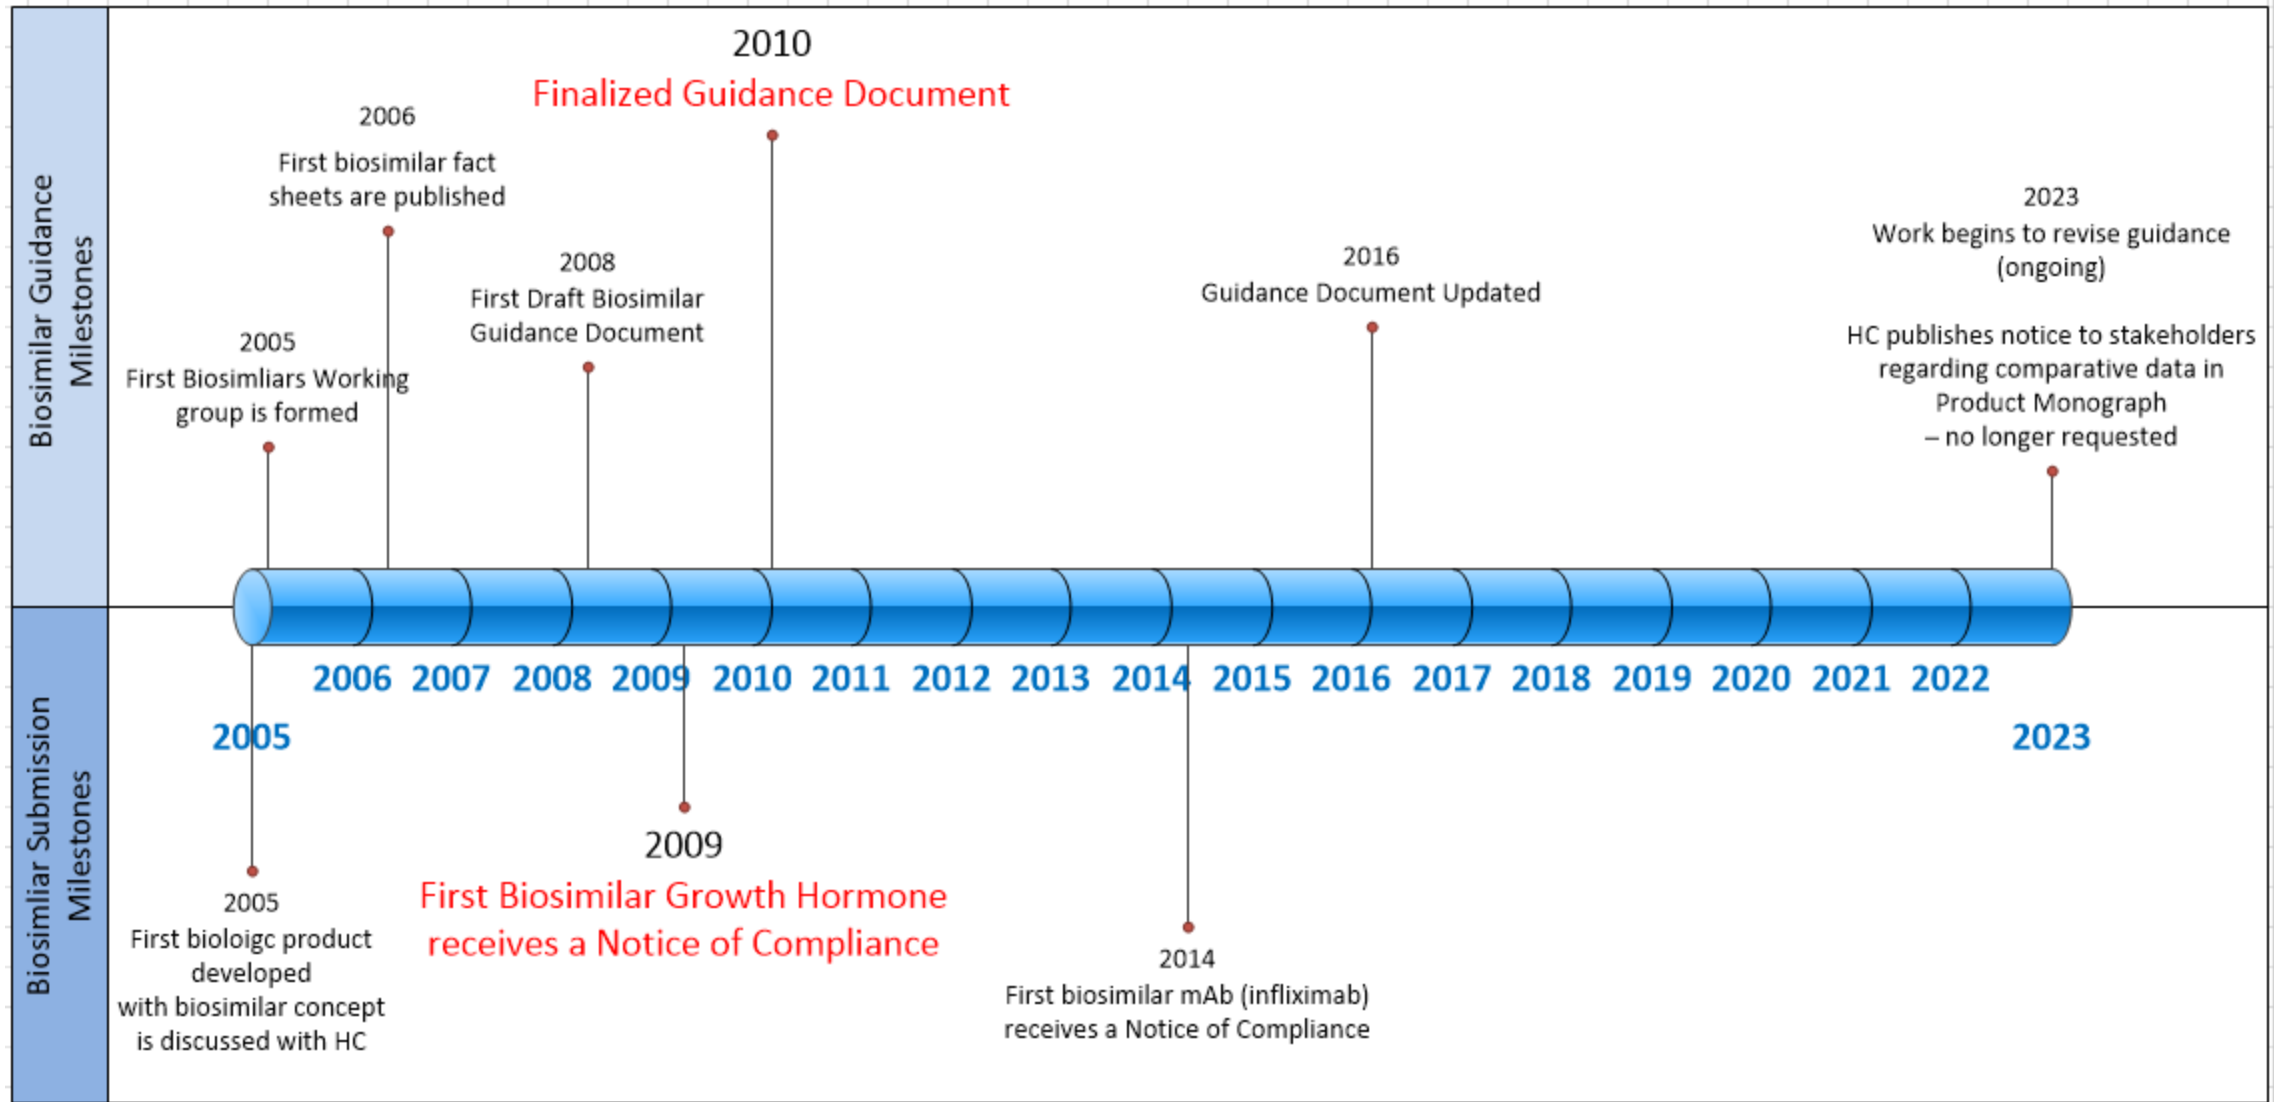 Biosimilar Guidance
Milestones
2010
Finalized Guidance Document
2006
First biosimilar fact
sheets are published
2008
First Draft Biosimilar
Guidance Document
2005
First Biosimliars Working
group is formed
2016
Guidance Document Updated
2023
Work begins to revise guidance
(ongoing)
HC publishes notice to stakeholders
regarding comparative data in
Product Monograph
– no longer requested
2006 2007 2008 2009 2010 2011 2012 2013 2014 2015 2016 2017 2018 2019 2020 2021 2022
2005 2023
Biosimliar Submission
Milestones
2005
First bioloigc product
developed
with biosimilar concept
is discussed with HC
2009
First Biosimilar Growth Hormone
receives a Notice of Compliance
2014
First biosimilar mAb (infliximab)
receives a Notice of Compliance